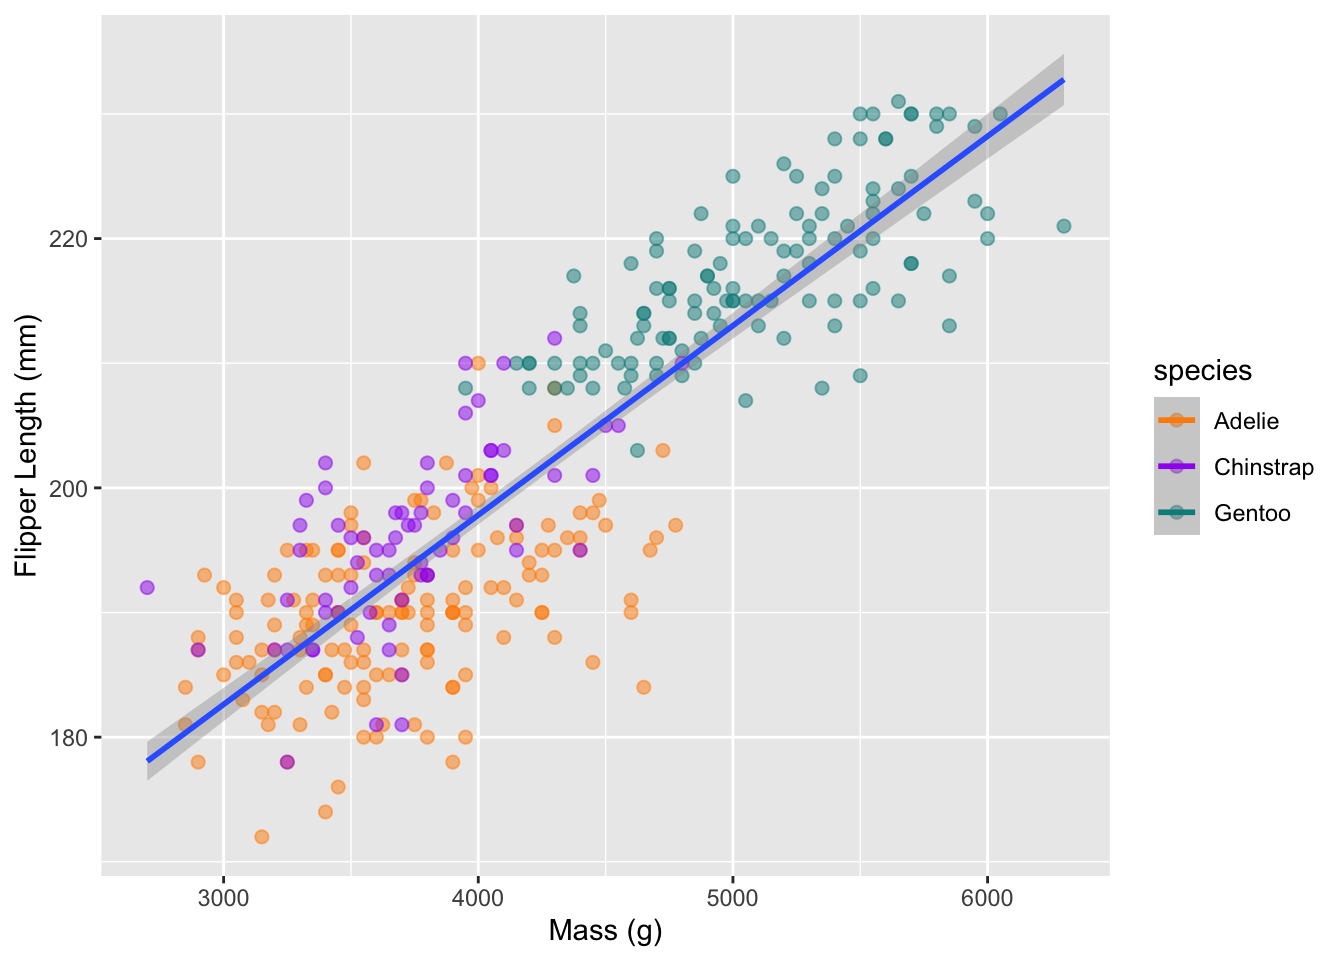 220
200
180
3000 4000 5000 6000
Mass (g)
Flipper Length (mm)
species
Adelie
Chinstrap
Gentoo